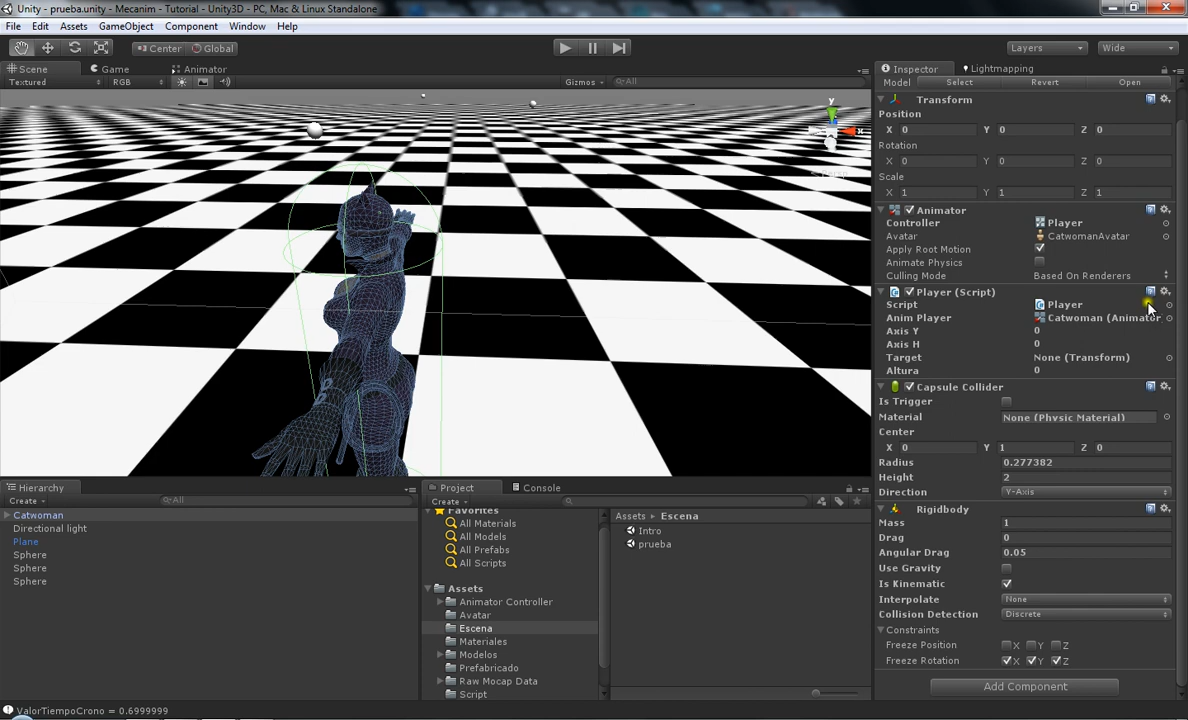 Unity - prueba.unity - Mecanim - Tutorial - Unity3D - PC, Mac & Linux Standalone
File Edit Assets GameObject Component Window Help
Center Global Layers Wide
Scene Game Animator
Textured RGB Gizmos All
y
x
Inspector Lightmapping
Model Select Revert Open
Transform
Position
X 0 Y 0 Z 0
Rotation
X 0 Y 0 Z 0
Scale
X 1 Y 1 Z 1
Animator
Controller Player
Avatar CatwomanAvatar
Apply Root Motion
Animate Physics
Culling Mode Based On Renderers
Player (Script)
Script Player
Anim Player Catwoman (Animator
Axis Y 0
Axis H 0
Target None (Transform)
Altura 0
Capsule Collider
Is Trigger
Material None (Physic Material)
Center
X 0 Y 1 Z 0
Radius 0.277382
Height 2
Direction Y-Axis
Rigidbody
Mass 1
Drag 0
Angular Drag 0.05
Use Gravity
Is Kinematic
Interpolate None
Collision Detection Discrete
Constraints
Freeze Position X Y Z
Freeze Rotation X Y Z
Add Component
Hierarchy
Create All
Catwoman
Directional light
Plane
Sphere
Sphere
Sphere
Project Console
Create
Favorites
All Materials
All Models
All Prefabs
All Scripts
Assets
Animator Controller
Avatar
Escena
Materiales
Modelos
Prefabricado
Raw Mocap Data
Script
Assets Escena
Intro
prueba
ValorTiempoCrono = 0.6999999